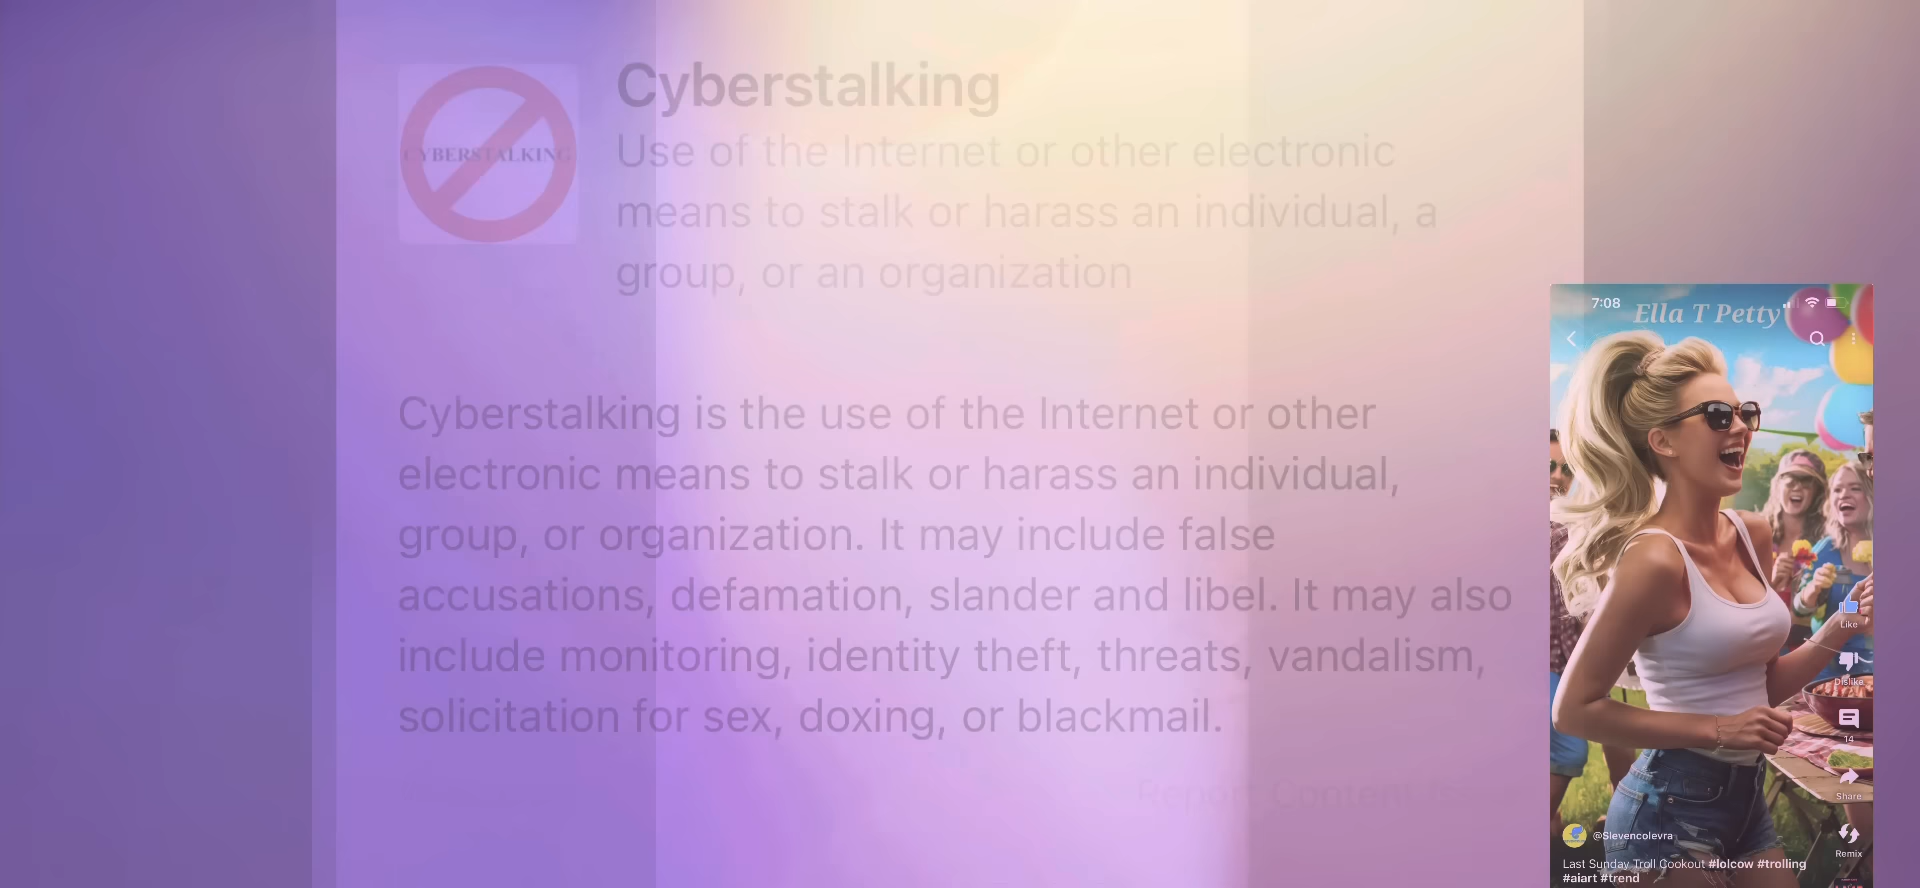 Cyberstalking
CYBERSTALKING
Use of the Internet or other electronic
means to stalk or harass an individual, a
group, or an organization
Cyberstalking is the use of the Internet or other
electronic means to stalk or harass an individual,
group, or organization. It may include false
accusations, defamation, slander and libel. It may also
include monitoring, identity theft, threats, vandalism,
solicitation for sex, doxing, or blackmail.
Report Content
7:08
Ella T Petty
Like
Dislike
14
Share
Remix
@Slevencolevra
Last Sunday Troll Cookout #lolcow #trolling
#aiart #trend